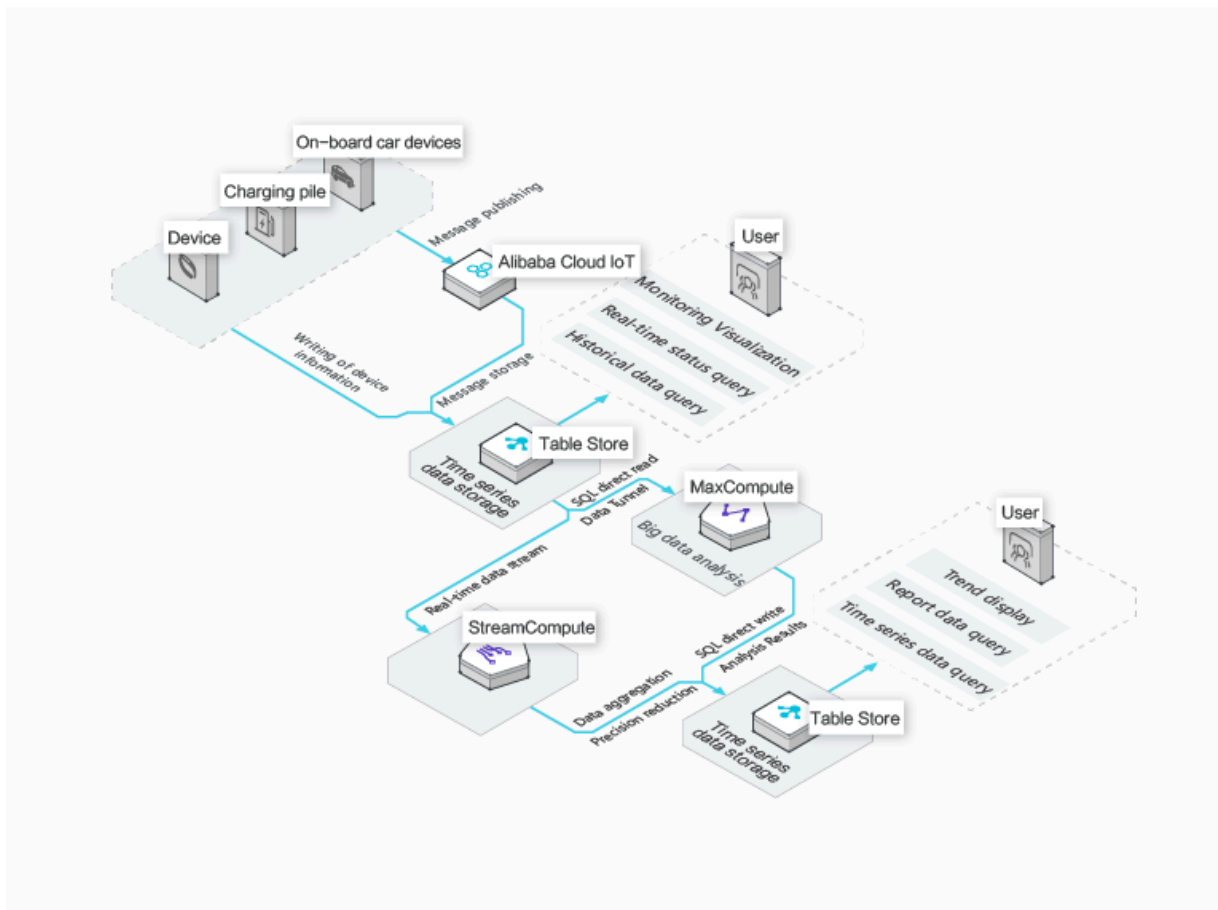 On-board car devices
Charging pile
Device
Message publishing
Alibaba Cloud IoT
User
Monitoring Visualization
Real-time status query
Historical data query
Writing of device
information
Message storage
Table Store
Time series
data storage
SQL direct read
Data Tunnel
MaxCompute
Big data analysis
User
Trend display
Report data query
Time series data query
Real-time data stream
StreamCompute
SQL direct write
Analysis Results
Data aggregation
Precision reduction
Table Store
Time series
data storage